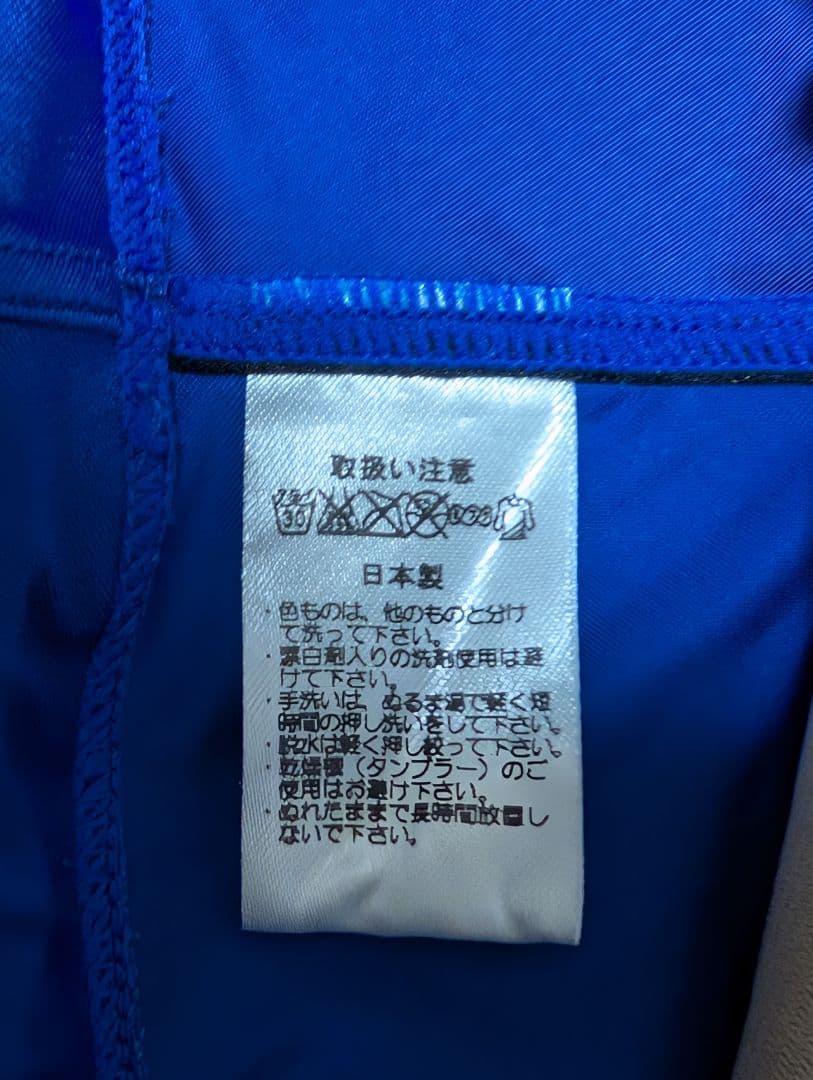 取扱い注意
30
日本製
・色ものは、他のものと分け
て洗って下さい。
・漂白剤入りの洗剤使用は避
けて下さい。
・手洗いは、ぬるま湯で軽く短
時間の押し洗いをして下さい。
・脱水は軽く押し絞って下さい。
・乾燥機（タンブラー）のご
使用はお避け下さい。
・ぬれたままで長時間放置し
ないで下さい。